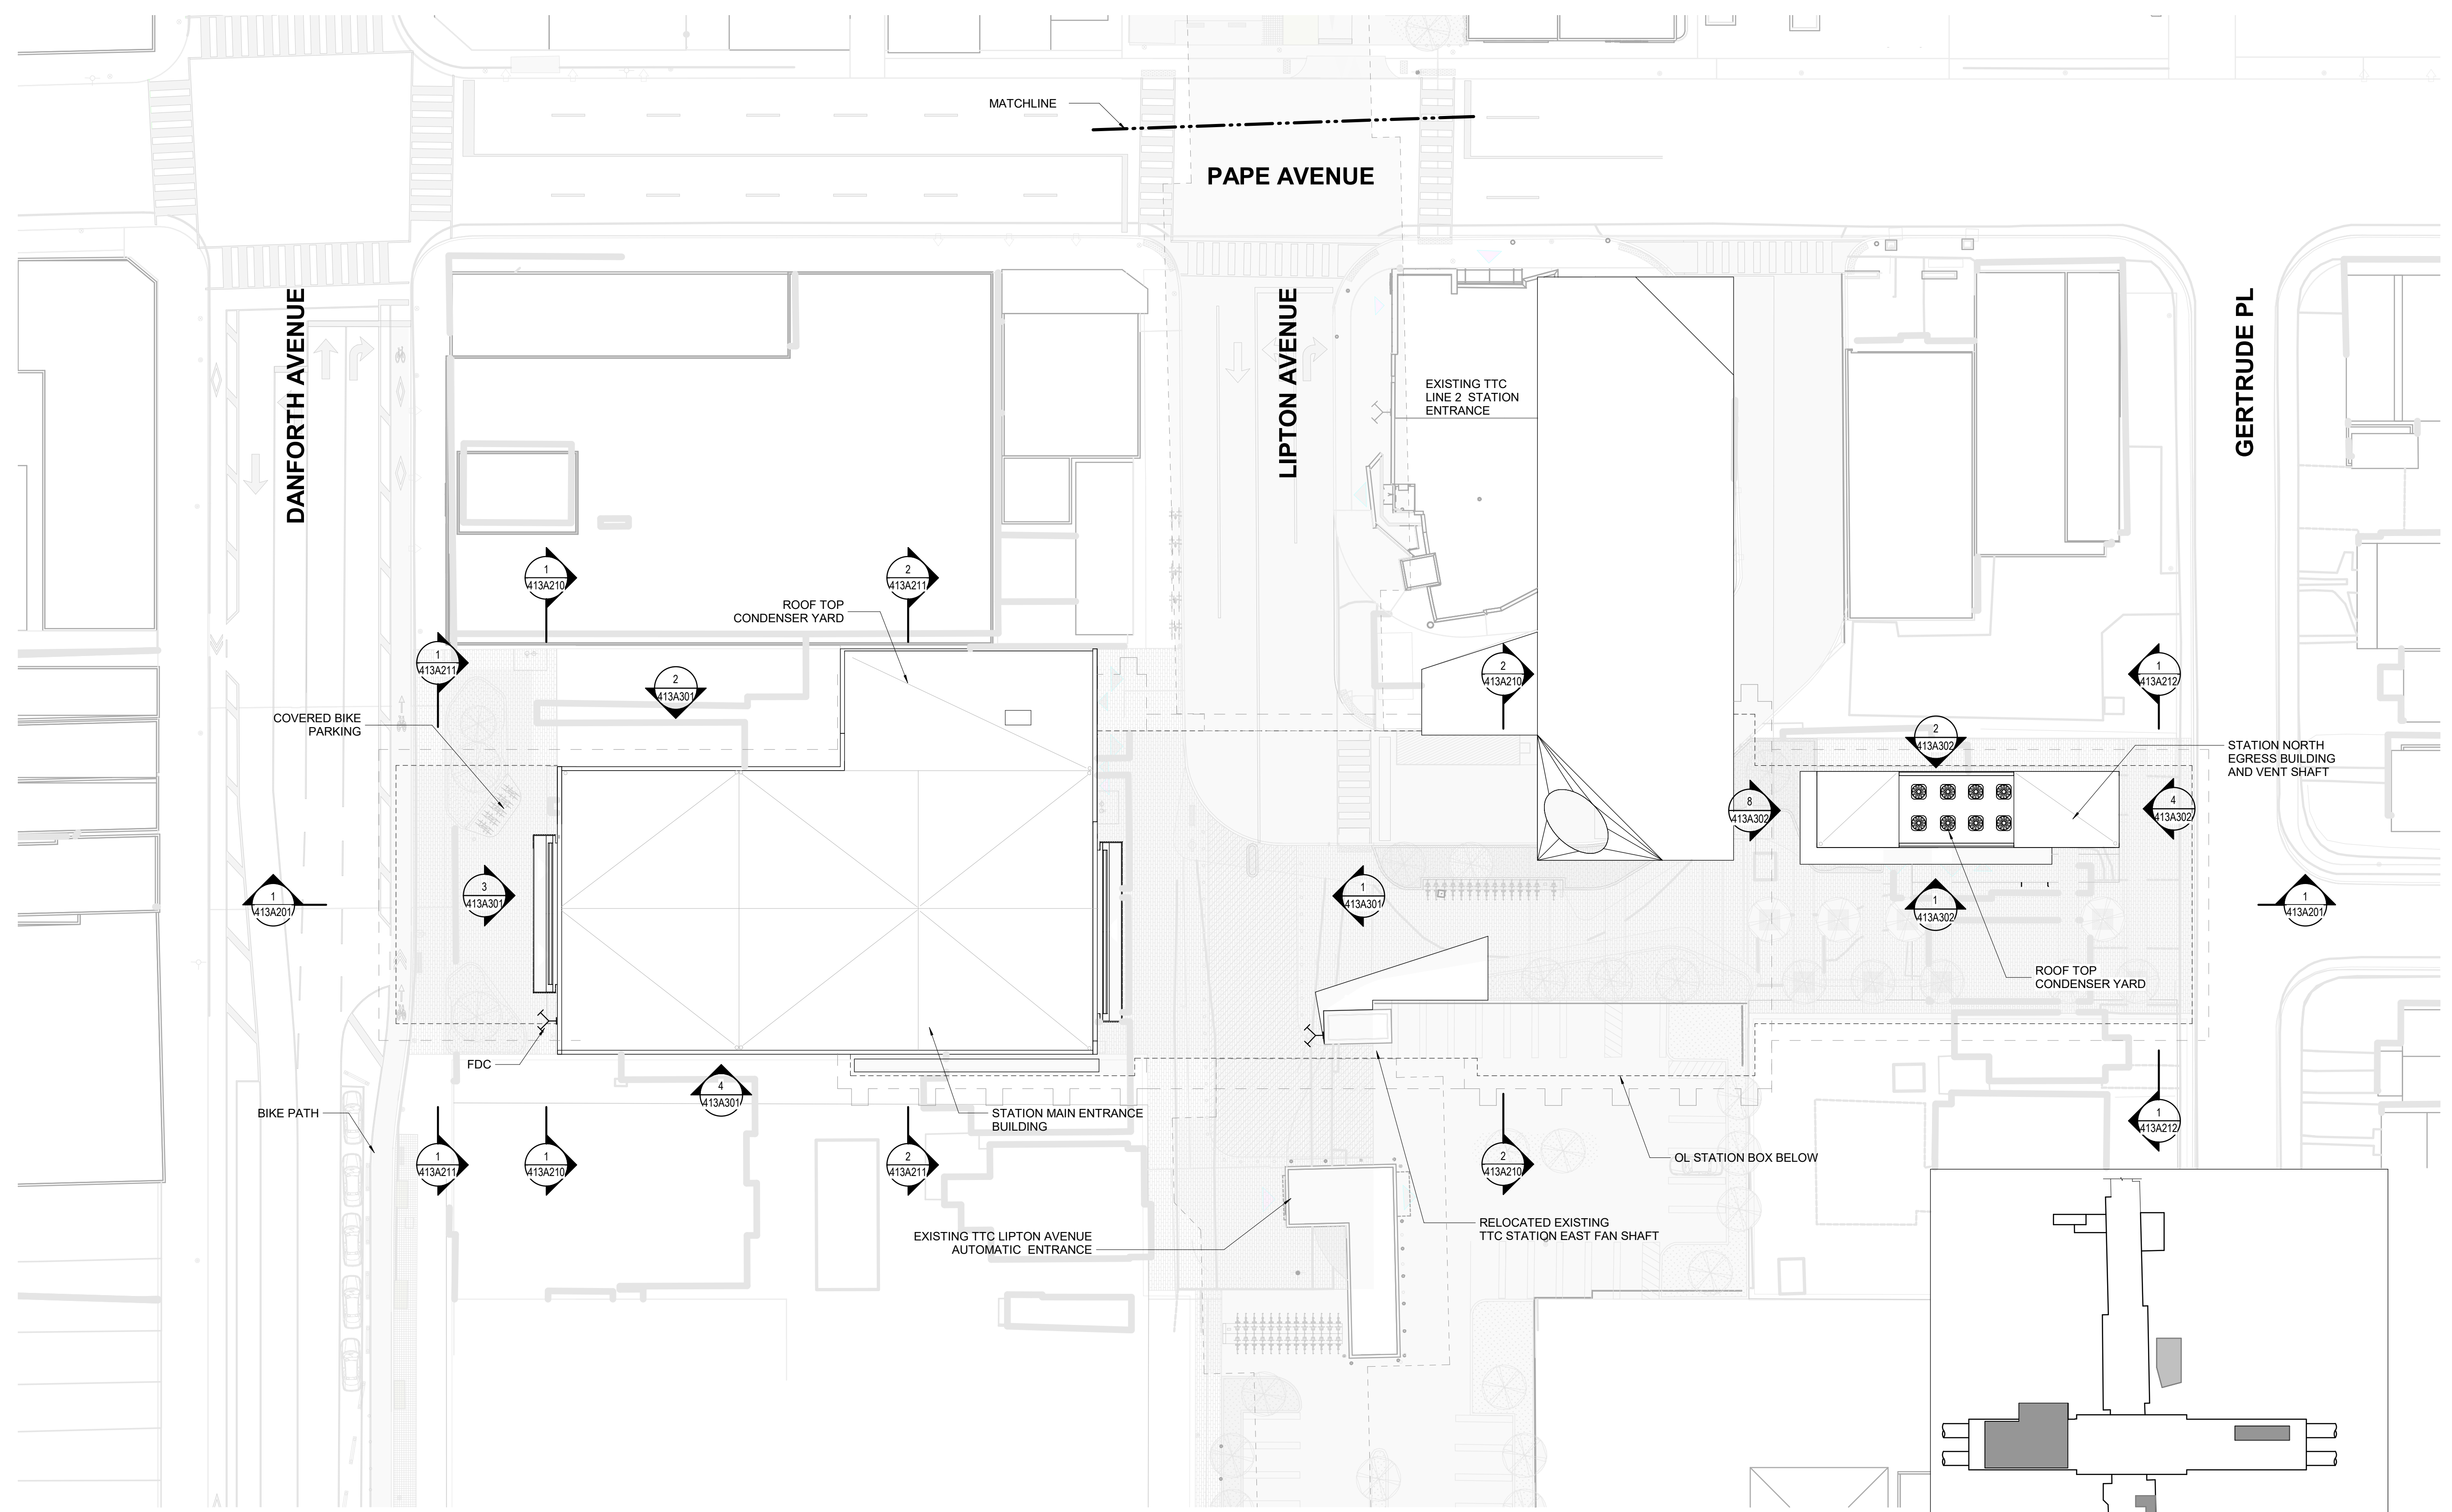 MATCHLINE
PAPE AVENUE
DANFORTH AVENUE
LIPTON AVENUE
GERTRUDE PL
EXISTING TTC
LINE 2 STATION
ENTRANCE
1
413A210
2
413A211
ROOF TOP
CONDENSER YARD
1
413A211
2
413A301
2
413A210
1
413A212
COVERED BIKE
PARKING
2
413A302
STATION NORTH
EGRESS BUILDING
AND VENT SHAFT
8
413A302
4
413A302
1
413A201
3
413A301
1
413A301
1
413A302
1
413A201
ROOF TOP
CONDENSER YARD
FDC
4
413A301
BIKE PATH
STATION MAIN ENTRANCE
BUILDING
1
413A212
1
413A211
1
413A210
2
413A211
2
413A210
OL STATION BOX BELOW
EXISTING TTC LIPTON AVENUE
AUTOMATIC ENTRANCE
RELOCATED EXISTING
TTC STATION EAST FAN SHAFT